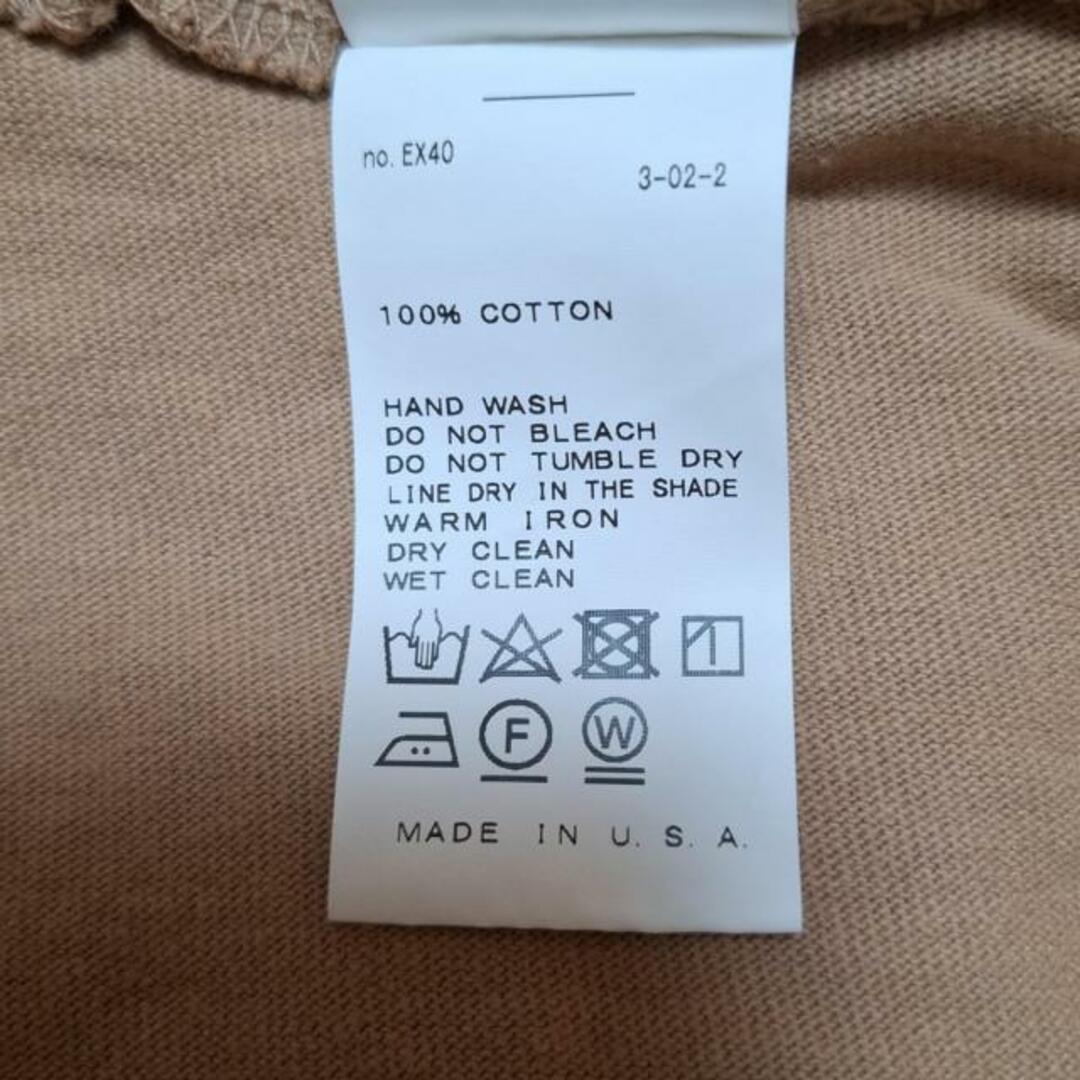 no. EX40
3-02-2
100% COTTON
HAND WASH
DO NOT BLEACH
DO NOT TUMBLE DRY
LINE DRY IN THE SHADE
WARM IRON
DRY CLEAN
WET CLEAN
F W
MADE IN U. S. A.